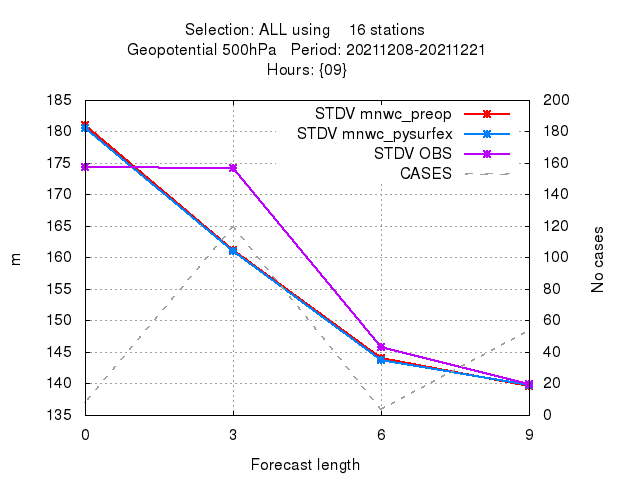 Selection: ALL using    16 stations
Geopotential 500hPa   Period: 20211208-20211221
Hours: {09}
185
180
175
170
165
160
155
150
145
140
135
200
180
160
140
120
100
80
60
40
20
0
m
No cases
STDV mnwc_preop
STDV mnwc_pysurfex
STDV OBS
CASES
0
3
6
9
Forecast length